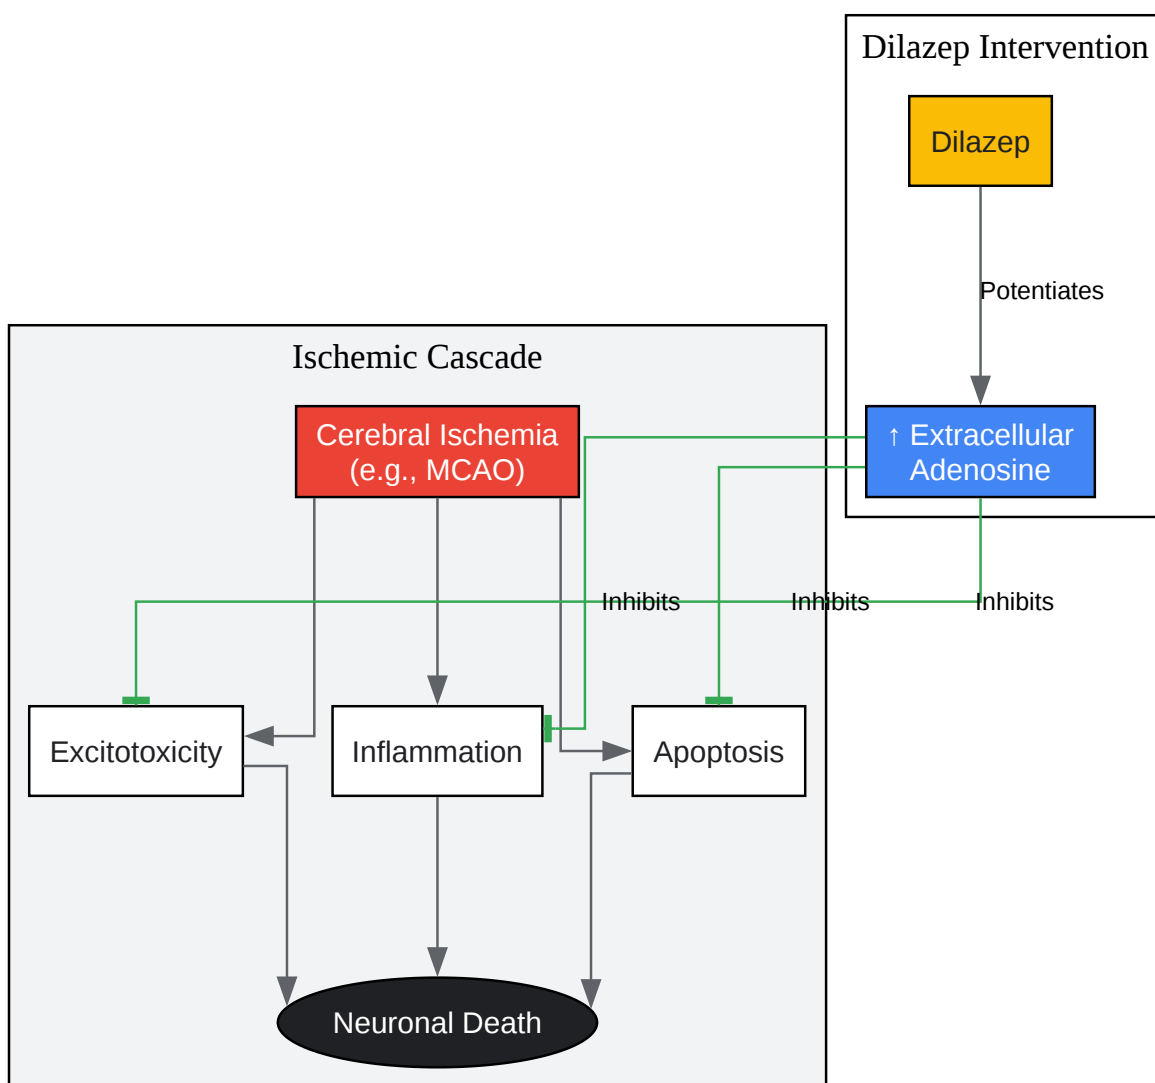 Dilazep Intervention
Dilazep
Potentiates
Ischemic Cascade
Cerebral Ischemia
(e.g., MCAO)
↑ Extracellular
Adenosine
Inhibits
Inhibits
Inhibits
Excitotoxicity
Inflammation
Apoptosis
Neuronal Death